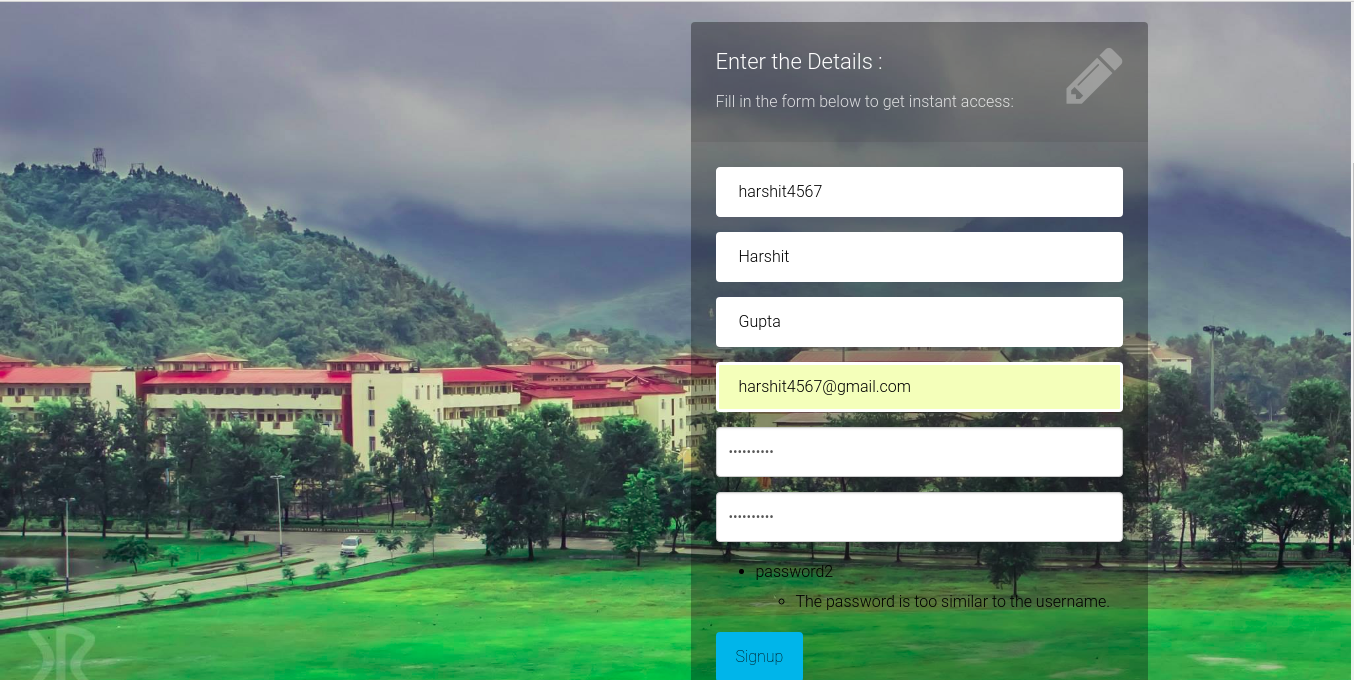 Enter the Details :
Fill in the form below to get instant access:
harshit4567
Harshit
Gupta
harshit4567@gmail.com
••••••••••
••••••••••
• password2
◦ The password is too similar to the username.
Signup